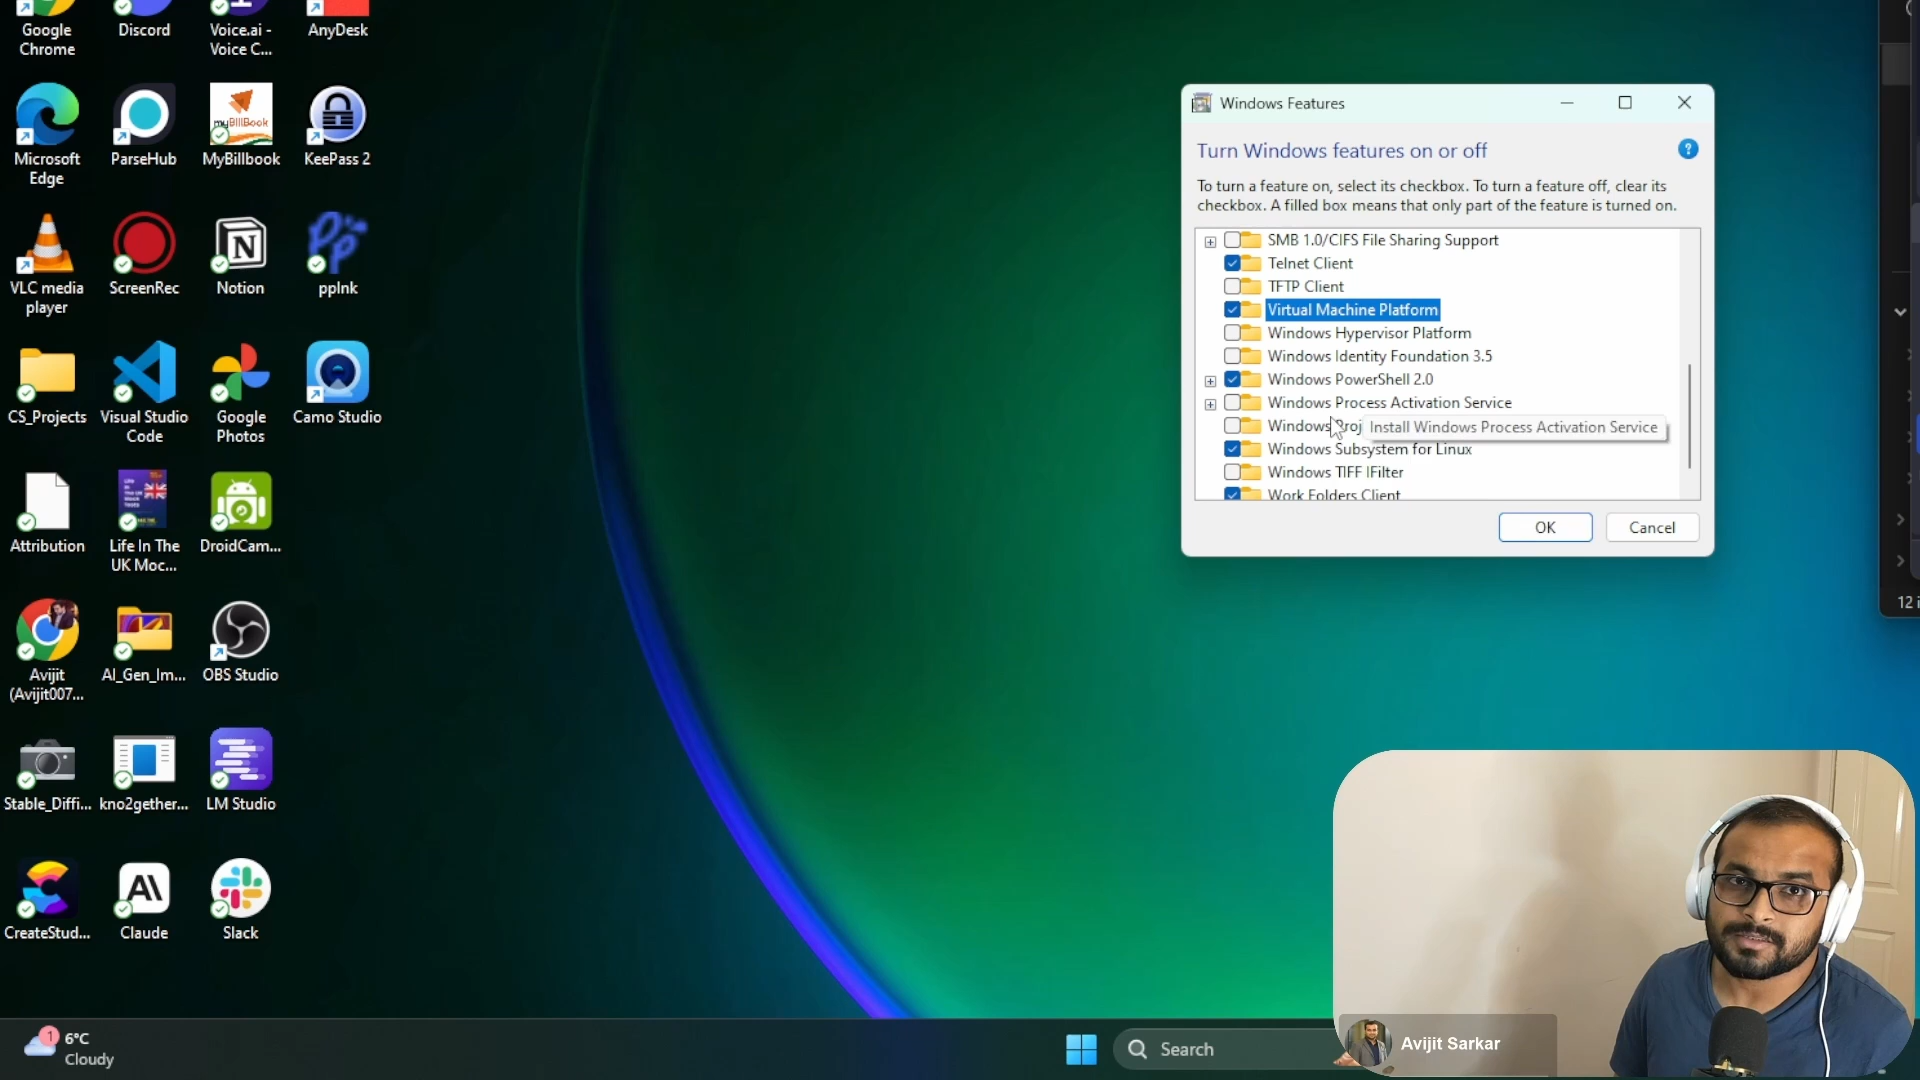 Google
Chrome
Discord
Voice.ai -
Voice C...
AnyDesk
Microsoft
Edge
ParseHub
myBillBook
MyBillbook
KeePass 2
VLC media
player
ScreenRec
Notion
ppInk
CS_Projects
Visual Studio
Code
Google
Photos
Camo Studio
Attribution
Life In The
UK Moc...
DroidCam...
Avijit
(Avijit007...
AI_Gen_Im...
OBS Studio
Stable_Diffi...
kno2gether...
LM Studio
CreateStud...
Claude
Slack
Windows Features
Turn Windows features on or off
To turn a feature on, select its checkbox. To turn a feature off, clear its
checkbox. A filled box means that only part of the feature is turned on.
SMB 1.0/CIFS File Sharing Support
Telnet Client
TFTP Client
Virtual Machine Platform
Windows Hypervisor Platform
Windows Identity Foundation 3.5
Windows PowerShell 2.0
Windows Process Activation Service
Windows Proj
Install Windows Process Activation Service
Windows Subsystem for Linux
Windows TIFF IFilter
Work Folders Client
OK
Cancel
12 i
1
6°C
Cloudy
Search
Avijit Sarkar